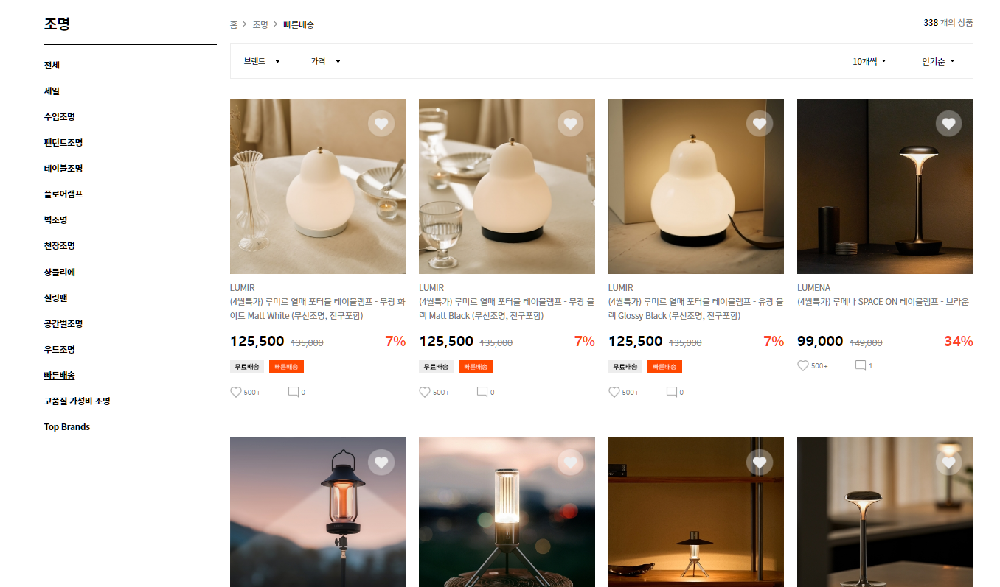 조명
홈 > 조명 > 빠른배송
338 개의 상품
전체
세일
수입조명
펜던트조명
테이블조명
플로어램프
벽조명
천장조명
샹들리에
실링팬
공간별조명
우드조명
빠른배송
고품질 가성비 조명
Top Brands
브랜드
가격
10개씩
인기순
LUMIR
(4월특가) 루미르 열매 포터블 테이블램프 - 무광 화
이트 Matt White (무선조명, 전구포함)
125,500 135,000 7%
무료배송 빠른배송
500+ 0
LUMIR
(4월특가) 루미르 열매 포터블 테이블램프 - 무광 블
랙 Matt Black (무선조명, 전구포함)
125,500 135,000 7%
무료배송 빠른배송
500+ 0
LUMIR
(4월특가) 루미르 열매 포터블 테이블램프 - 유광 블
랙 Glossy Black (무선조명, 전구포함)
125,500 135,000 7%
무료배송 빠른배송
500+ 0
LUMENA
(4월특가) 루메나 SPACE ON 테이블램프 - 브라운
99,000 149,000 34%
500+ 1